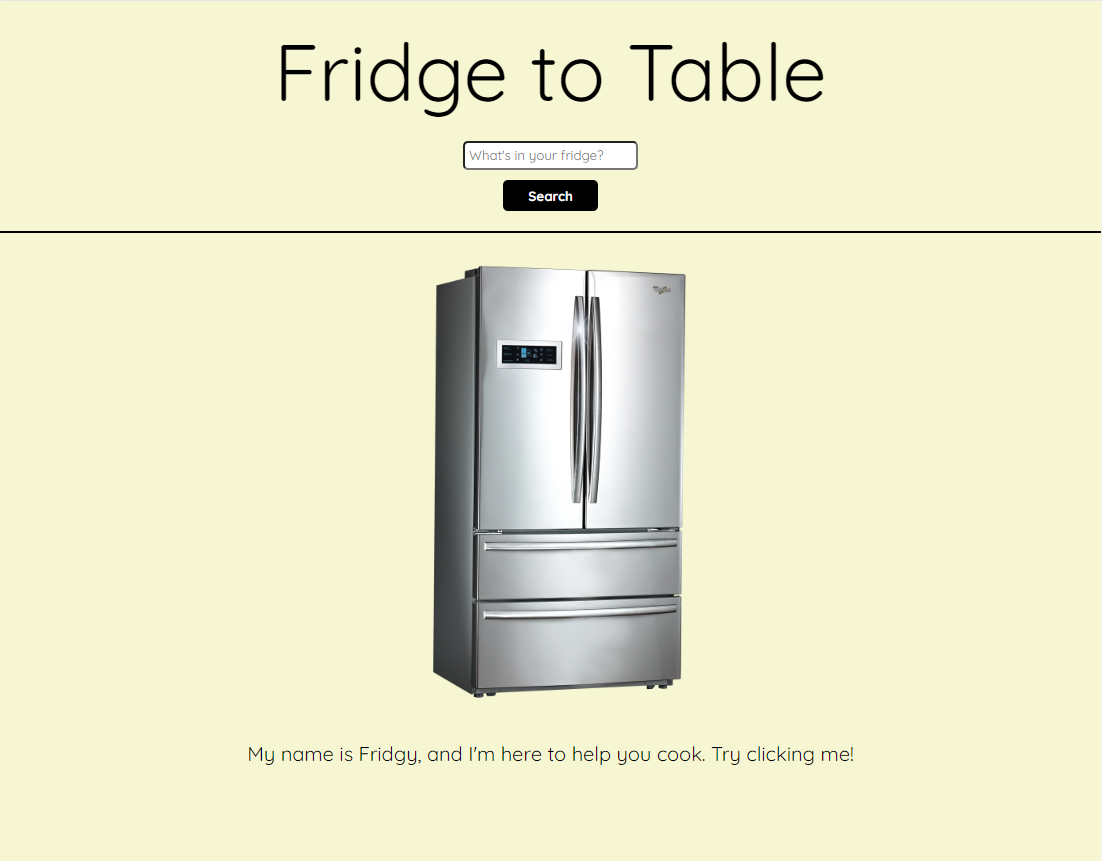 Fridge to Table
What's in your fridge?
Search
My name is Fridgy, and I'm here to help you cook. Try clicking me!